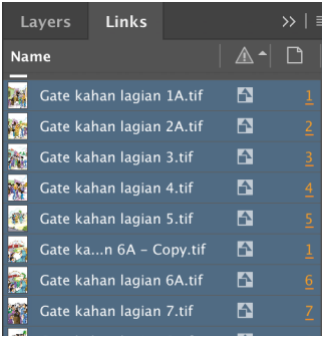 Layers Links
Name
Gate kahan lagian 1A.tif 1
Gate kahan lagian 2A.tif 2
Gate kahan lagian 3.tif 3
Gate kahan lagian 4.tif 4
Gate kahan lagian 5.tif 5
Gate ka...n 6A - Copy.tif 1
Gate kahan lagian 6A.tif 6
Gate kahan lagian 7.tif 7